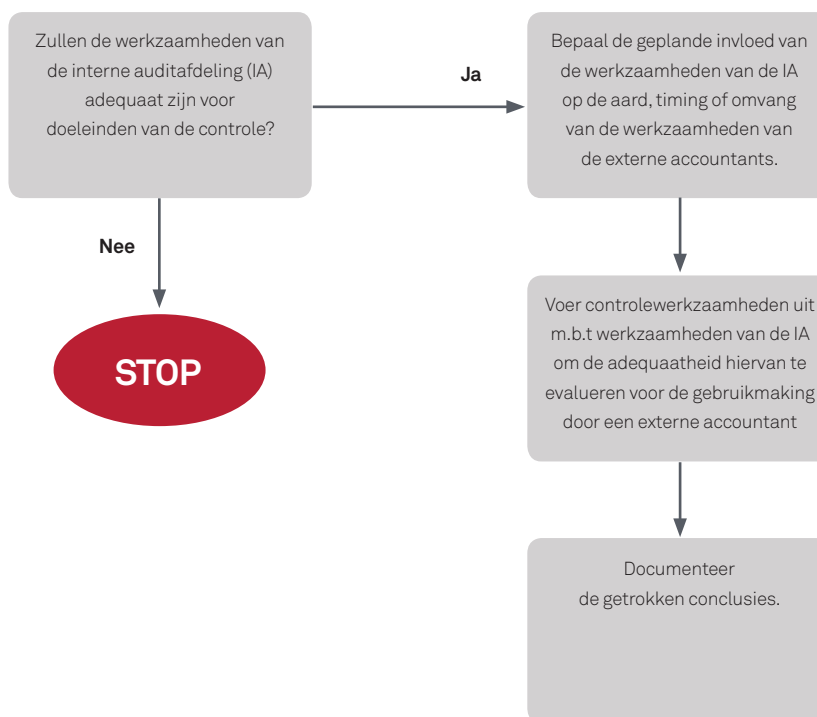 Zullen de werkzaamheden van
de interne auditafdeling (IA)
adequaat zijn voor
doeleinden van de controle?
Ja
Bepaal de geplande invloed van
de werkzaamheden van de IA
op de aard, timing of omvang
van de werkzaamheden van
de externe accountants.
Nee
STOP
Voer controlewerkzaamheden uit
m.b.t werkzaamheden van de IA
om de adequaatheid hiervan te
evalueren voor de gebruikmaking
door een externe accountant
Documenteer
de getrokken conclusies.